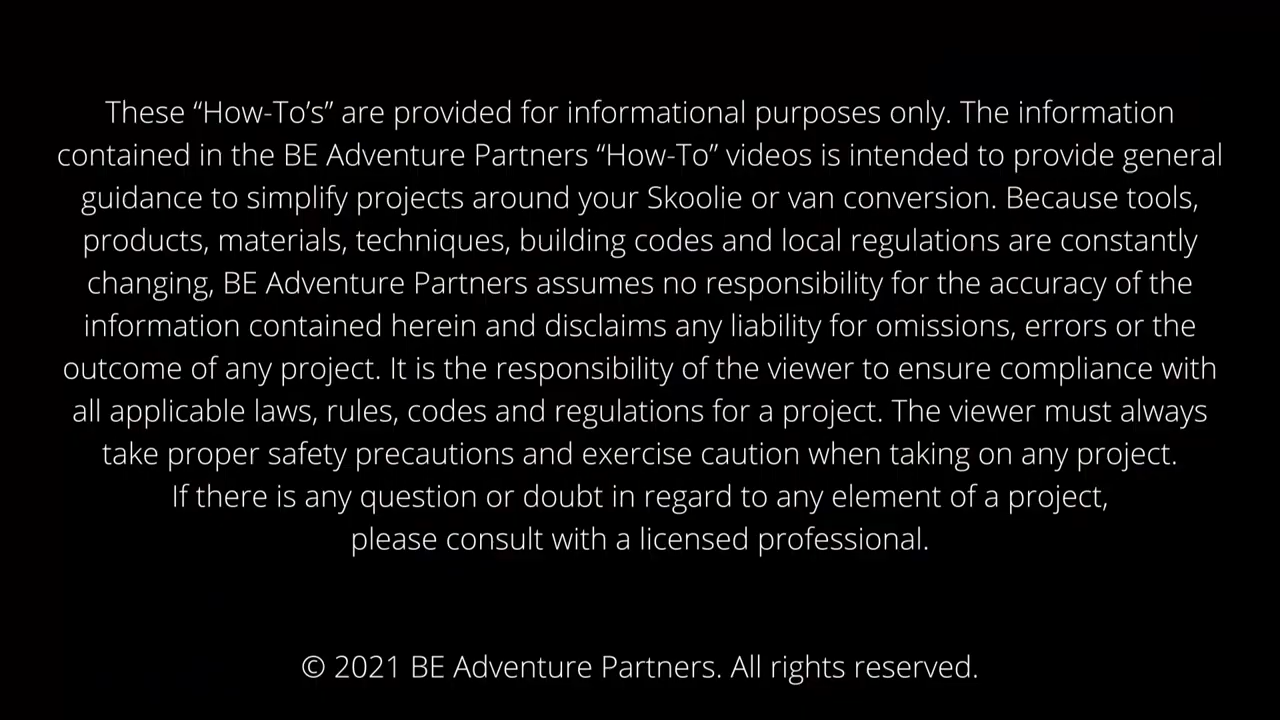 These “How-To’s” are provided for informational purposes only. The information
contained in the BE Adventure Partners “How-To” videos is intended to provide general
guidance to simplify projects around your Skoolie or van conversion. Because tools,
products, materials, techniques, building codes and local regulations are constantly
changing, BE Adventure Partners assumes no responsibility for the accuracy of the
information contained herein and disclaims any liability for omissions, errors or the
outcome of any project. It is the responsibility of the viewer to ensure compliance with
all applicable laws, rules, codes and regulations for a project. The viewer must always
take proper safety precautions and exercise caution when taking on any project.
If there is any question or doubt in regard to any element of a project,
please consult with a licensed professional.
© 2021 BE Adventure Partners. All rights reserved.